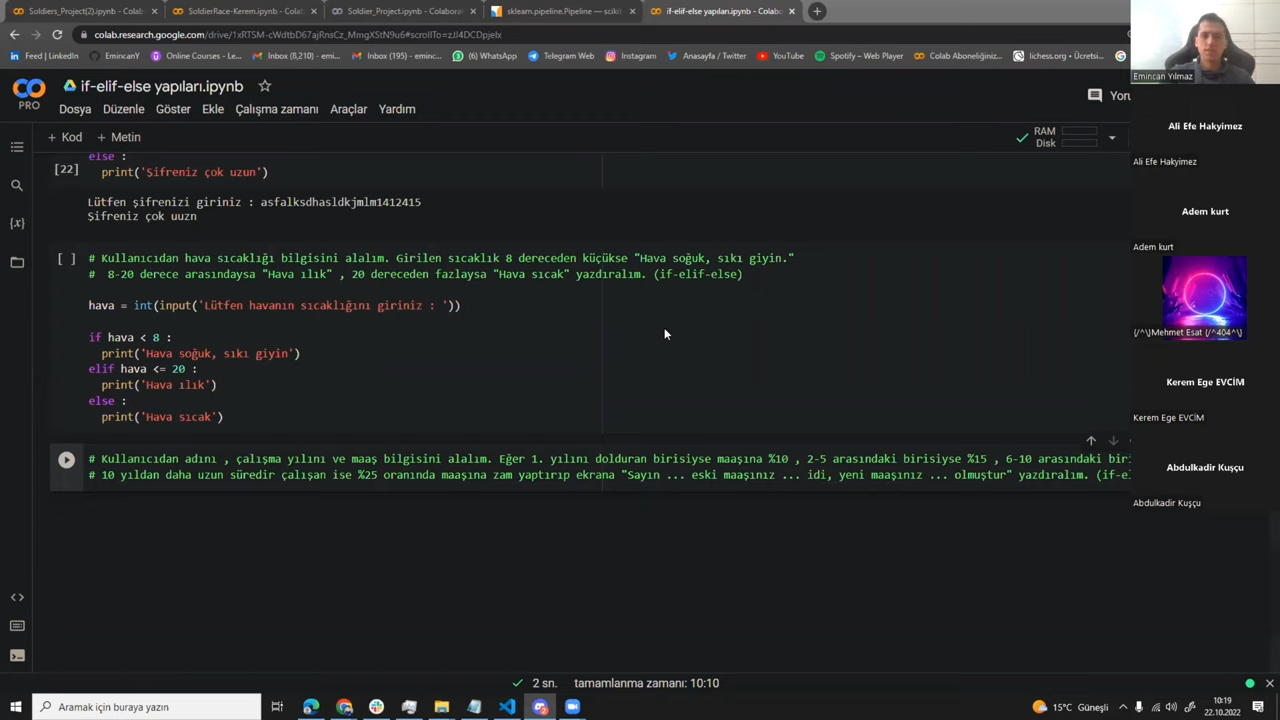 Soldiers_Project(2).ipynb - Colab
SoldierRace-Kerem.ipynb - Colabo
Soldier_Project.ipynb - Colaborat
sklearn.pipeline.Pipeline — scikit
if-elif-else yapıları.ipynb - Colabo
colab.research.google.com/drive/1xRTSM-cWdtbD67ajRnsCz_MmgXStN9u6#scrollTo=zJJ4DCDpjeIx
Feed | LinkedIn
EmincanY
Online Courses - Le...
Inbox (8,210) - emi...
Inbox (195) - eminc...
(6) WhatsApp
Telegram Web
Instagram
Anasayfa / Twitter
YouTube
Spotify – Web Player
Colab Aboneliğiniz...
lichess.org • Ücretsi...
if-elif-else yapıları.ipynb
PRO
Dosya Düzenle Göster Ekle Çalışma zamanı Araçlar Yardım
Yoru
+ Kod + Metin
RAM
Disk
else :
[22] print('Şifreniz çok uzun')
Lütfen şifrenizi giriniz : asfalksdhasldkjmlm1412415
Şifreniz çok uuzn
[ ] # Kullanıcıdan hava sıcaklığı bilgisini alalım. Girilen sıcaklık 8 dereceden küçükse "Hava soğuk, sıkı giyin."
# 8-20 derece arasındaysa "Hava ılık" , 20 dereceden fazlaysa "Hava sıcak" yazdıralım. (if-elif-else)
hava = int(input('Lütfen havanın sıcaklığını giriniz : '))
if hava < 8 :
print('Hava soğuk, sıkı giyin')
elif hava <= 20 :
print('Hava ılık')
else :
print('Hava sıcak')
# Kullanıcıdan adını , çalışma yılını ve maaş bilgisini alalım. Eğer 1. yılını dolduran birisiyse maaşına %10 , 2-5 arasındaki birisiyse %15 , 6-10 arasındaki biri
# 10 yıldan daha uzun süredir çalışan ise %25 oranında maaşına zam yaptırıp ekrana "Sayın ... eski maaşınız ... idi, yeni maaşınız ... olmuştur" yazdıralım. (if-el
2 sn. tamamlanma zamanı: 10:10
Emincan Yılmaz
Ali Efe Hakyimez
Ali Efe Hakyimez
Adem kurt
Adem kurt
{/^\}Mehmet Esat {/^404^\}
Kerem Ege EVCİM
Kerem Ege EVCİM
Abdulkadir Kuşçu
Abdulkadir Kuşçu
Aramak için buraya yazın
15°C Güneşli
10:19
22.10.2022